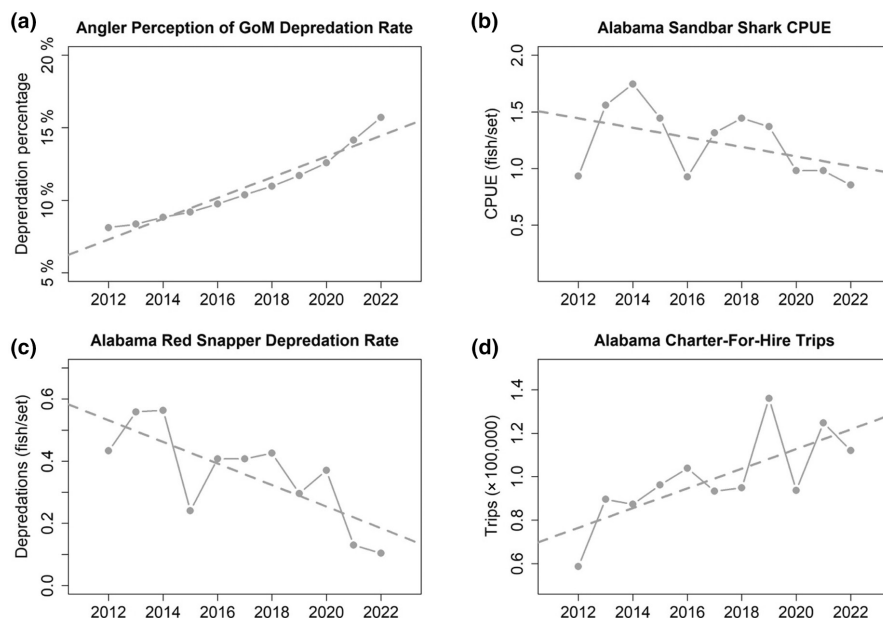 (a)
Angler Perception of GoM Depredation Rate
Depredation percentage
20 %
15 %
10 %
5 %
2012 2014 2016 2018 2020 2022
(b)
Alabama Sandbar Shark CPUE
CPUE (fish/set)
2.0
1.5
1.0
0.5
2012 2014 2016 2018 2020 2022
(c)
Alabama Red Snapper Depredation Rate
Depredations (fish/set)
0.6
0.4
0.2
0.0
2012 2014 2016 2018 2020 2022
(d)
Alabama Charter-For-Hire Trips
Trips (× 100,000)
1.4
1.2
1.0
0.8
0.6
2012 2014 2016 2018 2020 2022